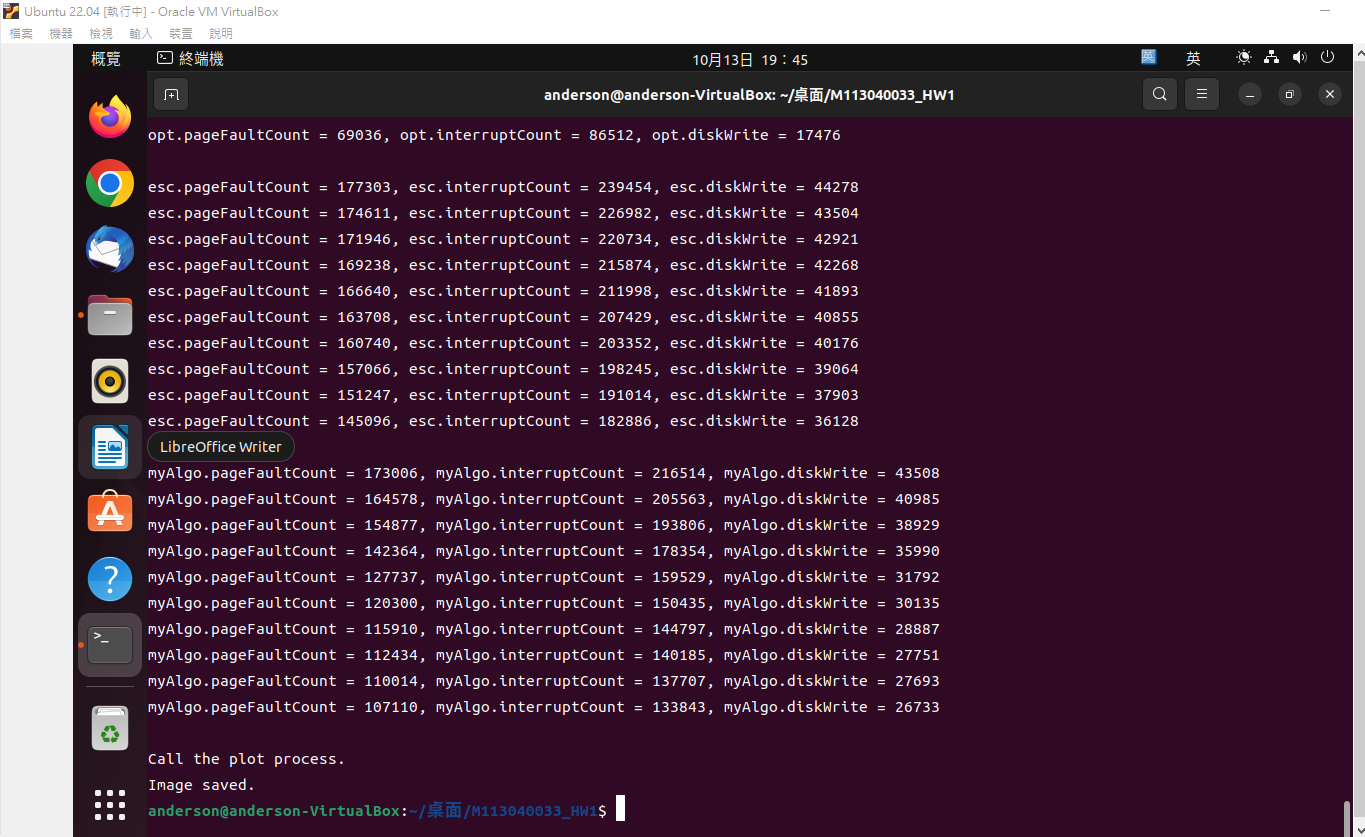 Ubuntu 22.04 [執行中] - Oracle VM VirtualBox
檔案 機器 檢視 輸入 裝置 說明
概覽 終端機 10月13日 19：45 英 英
anderson@anderson-VirtualBox: ~/桌面/M113040033_HW1
opt.pageFaultCount = 69036, opt.interruptCount = 86512, opt.diskWrite = 17476
esc.pageFaultCount = 177303, esc.interruptCount = 239454, esc.diskWrite = 44278
esc.pageFaultCount = 174611, esc.interruptCount = 226982, esc.diskWrite = 43504
esc.pageFaultCount = 171946, esc.interruptCount = 220734, esc.diskWrite = 42921
esc.pageFaultCount = 169238, esc.interruptCount = 215874, esc.diskWrite = 42268
esc.pageFaultCount = 166640, esc.interruptCount = 211998, esc.diskWrite = 41893
esc.pageFaultCount = 163708, esc.interruptCount = 207429, esc.diskWrite = 40855
esc.pageFaultCount = 160740, esc.interruptCount = 203352, esc.diskWrite = 40176
esc.pageFaultCount = 157066, esc.interruptCount = 198245, esc.diskWrite = 39064
esc.pageFaultCount = 151247, esc.interruptCount = 191014, esc.diskWrite = 37903
esc.pageFaultCount = 145096, esc.interruptCount = 182886, esc.diskWrite = 36128
LibreOffice Writer
myAlgo.pageFaultCount = 173006, myAlgo.interruptCount = 216514, myAlgo.diskWrite = 43508
myAlgo.pageFaultCount = 164578, myAlgo.interruptCount = 205563, myAlgo.diskWrite = 40985
myAlgo.pageFaultCount = 154877, myAlgo.interruptCount = 193806, myAlgo.diskWrite = 38929
myAlgo.pageFaultCount = 142364, myAlgo.interruptCount = 178354, myAlgo.diskWrite = 35990
myAlgo.pageFaultCount = 127737, myAlgo.interruptCount = 159529, myAlgo.diskWrite = 31792
myAlgo.pageFaultCount = 120300, myAlgo.interruptCount = 150435, myAlgo.diskWrite = 30135
myAlgo.pageFaultCount = 115910, myAlgo.interruptCount = 144797, myAlgo.diskWrite = 28887
myAlgo.pageFaultCount = 112434, myAlgo.interruptCount = 140185, myAlgo.diskWrite = 27751
myAlgo.pageFaultCount = 110014, myAlgo.interruptCount = 137707, myAlgo.diskWrite = 27693
myAlgo.pageFaultCount = 107110, myAlgo.interruptCount = 133843, myAlgo.diskWrite = 26733
Call the plot process.
Image saved.
anderson@anderson-VirtualBox:~/桌面/M113040033_HW1$